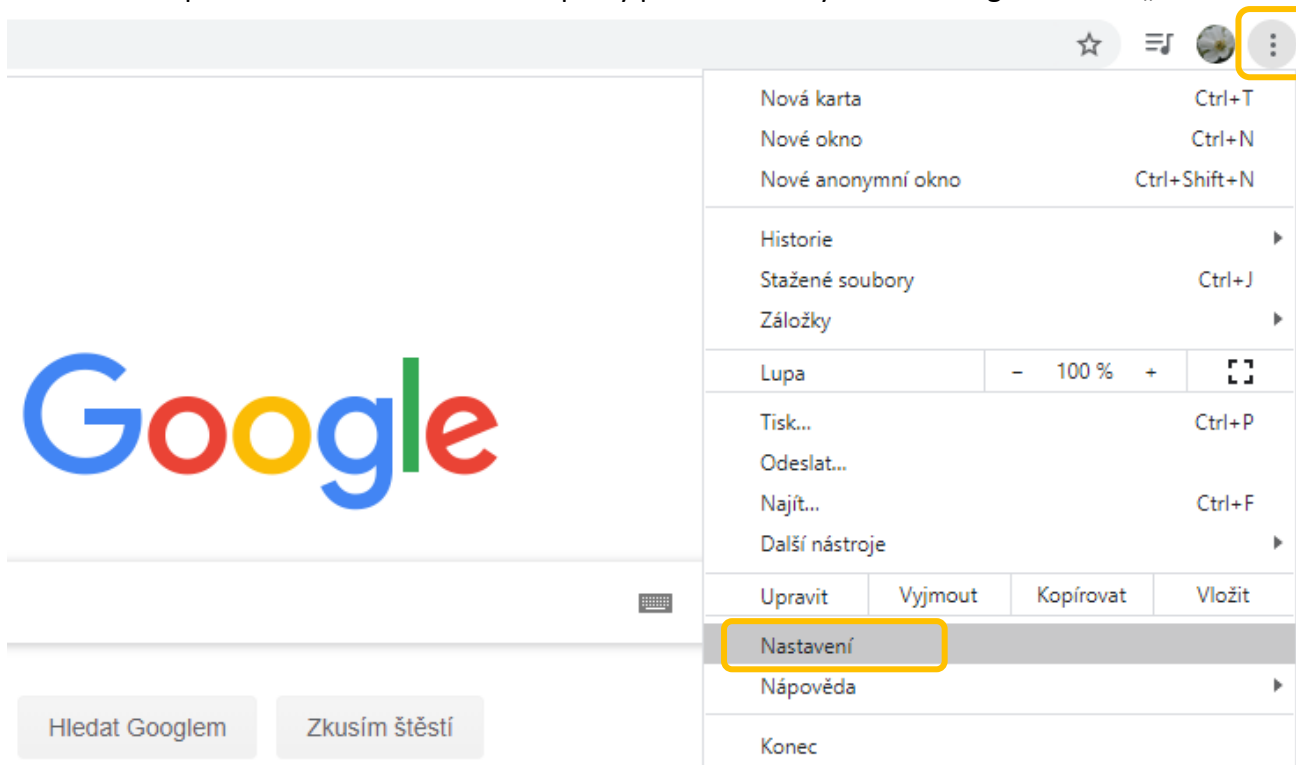 Nová karta Ctrl+T
Nové okno Ctrl+N
Nové anonymní okno Ctrl+Shift+N
Historie
Stažené soubory Ctrl+J
Záložky
Lupa - 100 % +
Google
Tisk... Ctrl+P
Odeslat...
Najít... Ctrl+F
Další nástroje
Upravit Vyjmout Kopírovat Vložit
Nastavení
Nápověda
Hledat Googlem Zkusím štěstí
Konec